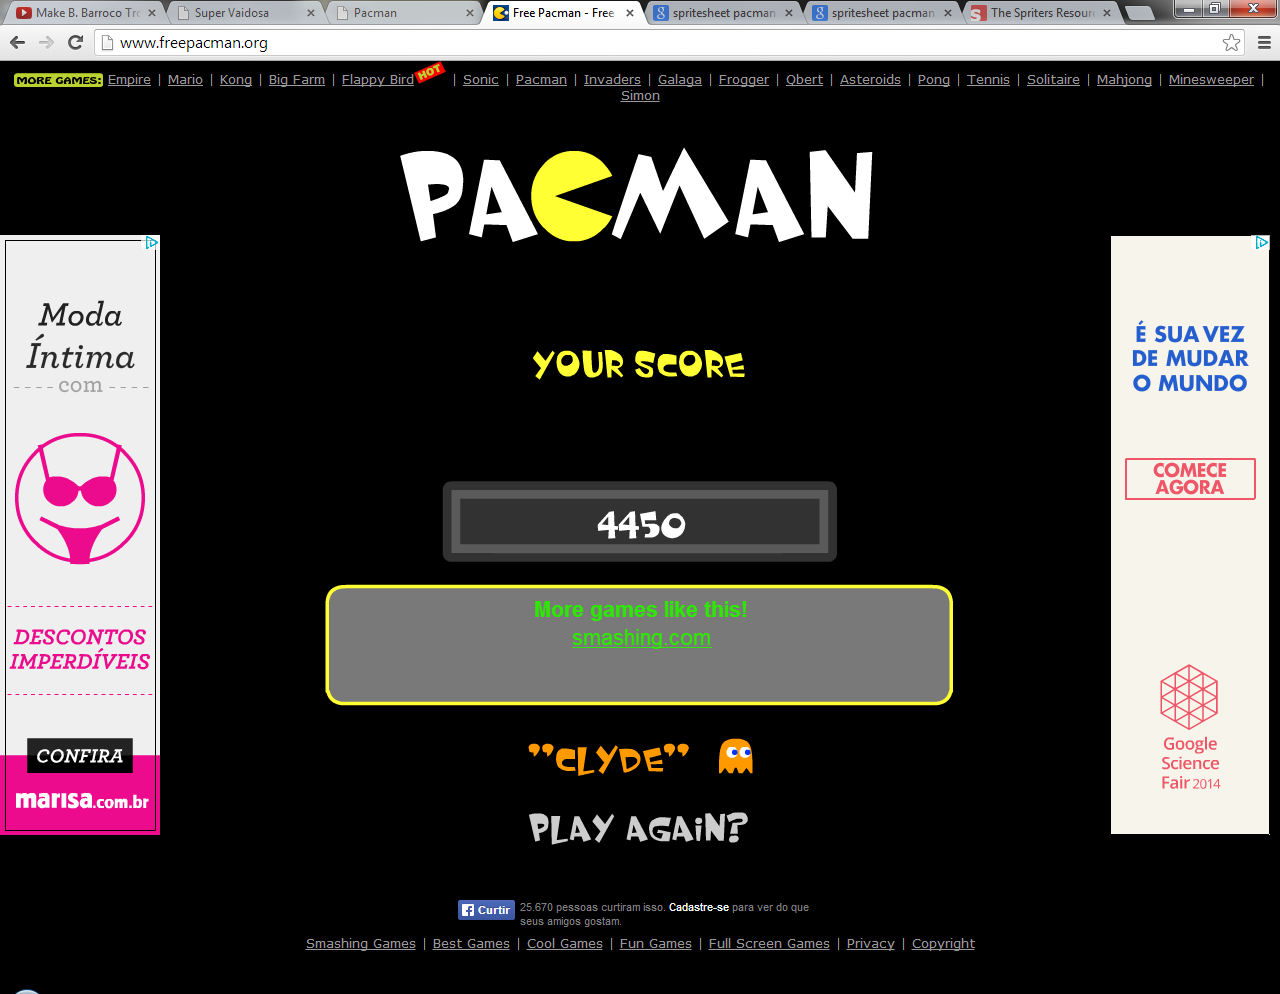 Make B. Barroco Tro
Super Vaidosa
Pacman
Free Pacman - Free
spritesheet pacman
spritesheet pacman
The Spriters Resour
www.freepacman.org
MORE GAMES: Empire | Mario | Kong | Big Farm | Flappy Bird HOT | Sonic | Pacman | Invaders | Galaga | Frogger | Qbert | Asteroids | Pong | Tennis | Solitaire | Mahjong | Minesweeper |
Simon
PACMAN
Moda
Íntima
com
DESCONTOS
IMPERDÍVEIS
CONFIRA
marisa.com.br
YOUR SCORE
4450
More games like this!
smashing.com
"CLYDE"
PLAY AGAiN?
É SUA VEZ
DE MUDAR
O MUNDO
COMECE
AGORA
Google
Science
Fair 2014
Curtir
25.670 pessoas curtiram isso. Cadastre-se para ver do que
seus amigos gostam.
Smashing Games | Best Games | Cool Games | Fun Games | Full Screen Games | Privacy | Copyright